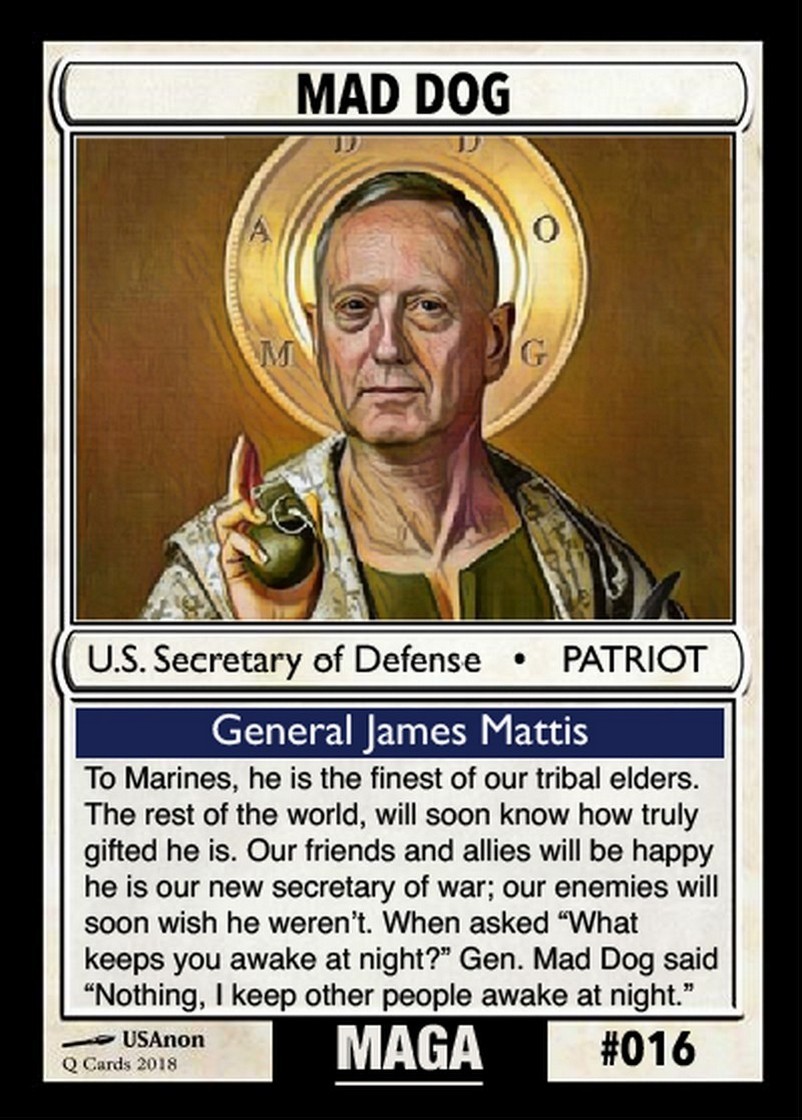 MAD DOG
D D
A O
M G
U.S. Secretary of Defense • PATRIOT
General James Mattis
To Marines, he is the finest of our tribal elders.
The rest of the world, will soon know how truly
gifted he is. Our friends and allies will be happy
he is our new secretary of war; our enemies will
soon wish he weren't. When asked “What
keeps you awake at night?” Gen. Mad Dog said
“Nothing, I keep other people awake at night.”
USAnon
Q Cards 2018
MAGA
#016